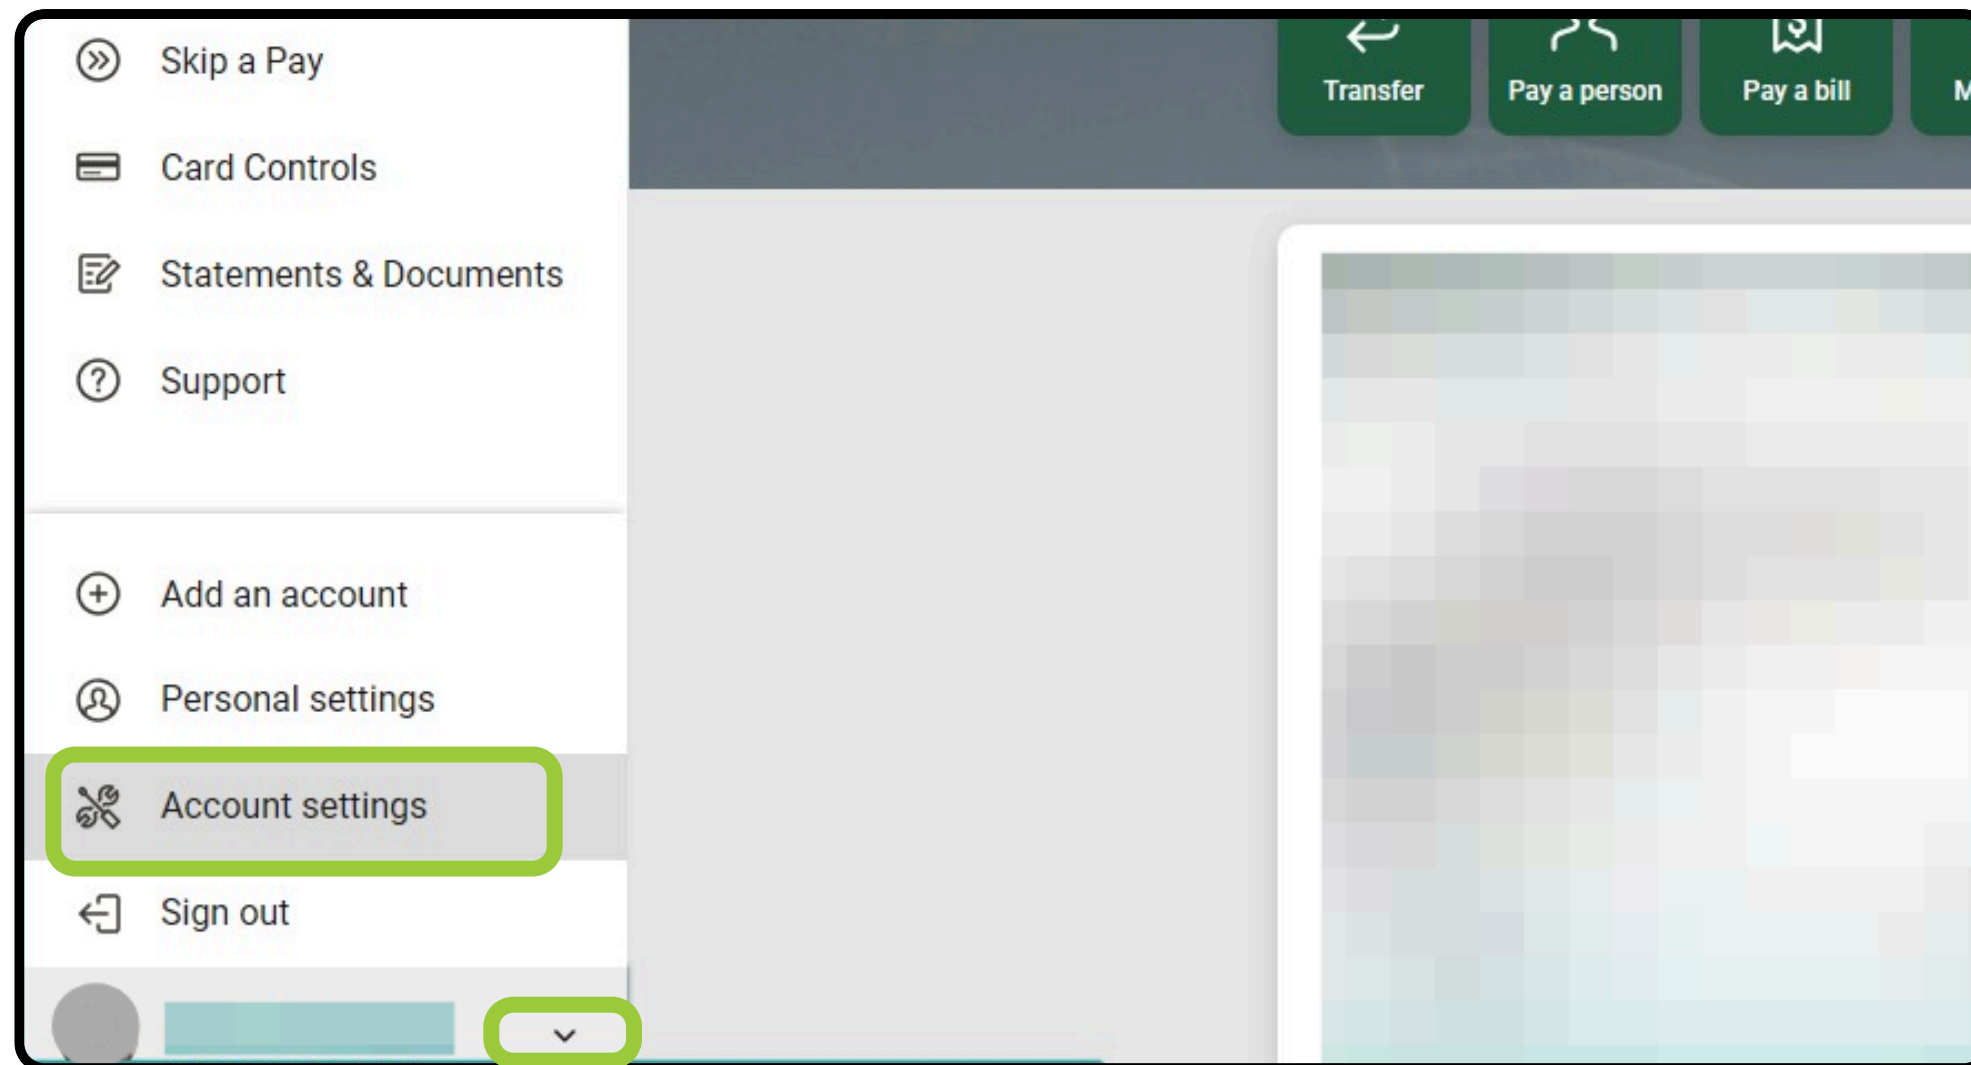 Skip a Pay
Card Controls
Statements & Documents
Support
Add an account
Personal settings
Account settings
Sign out
Transfer
Pay a person
Pay a bill